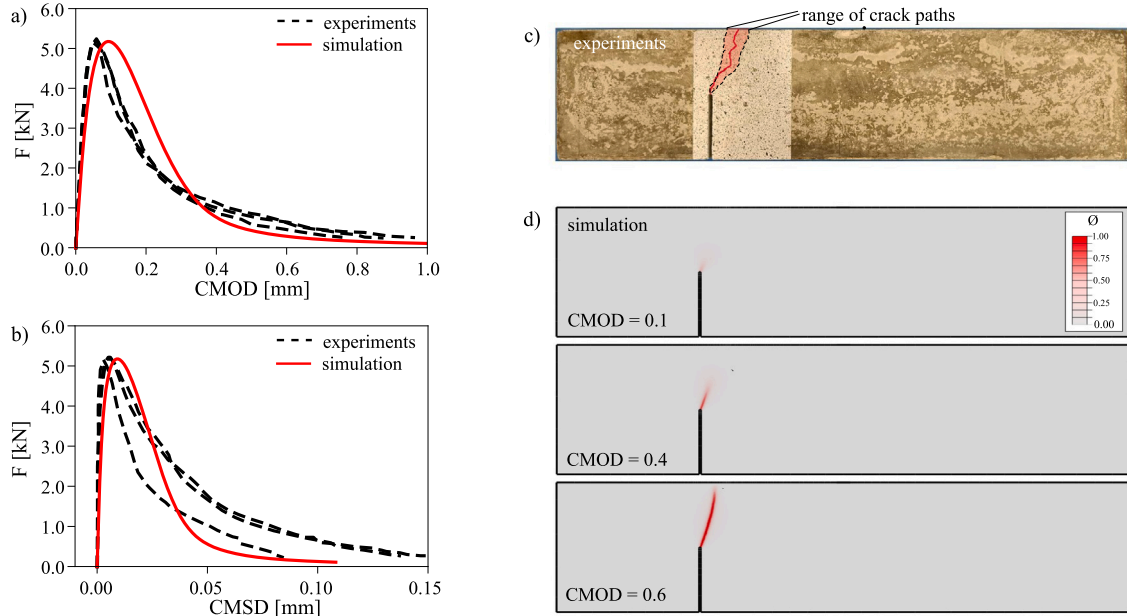 a)
6.0
5.0
4.0
3.0
2.0
1.0
0.0
F [kN]
experiments
simulation
0.0 0.2 0.4 0.6 0.8 1.0
CMOD [mm]
b)
6.0
5.0
4.0
3.0
2.0
1.0
0.0
F [kN]
experiments
simulation
0.00 0.05 0.10 0.15
CMSD [mm]
range of crack paths
c)
experiments
d)
simulation
Ø
1.00
0.75
0.50
0.25
0.00
CMOD = 0.1
CMOD = 0.4
CMOD = 0.6